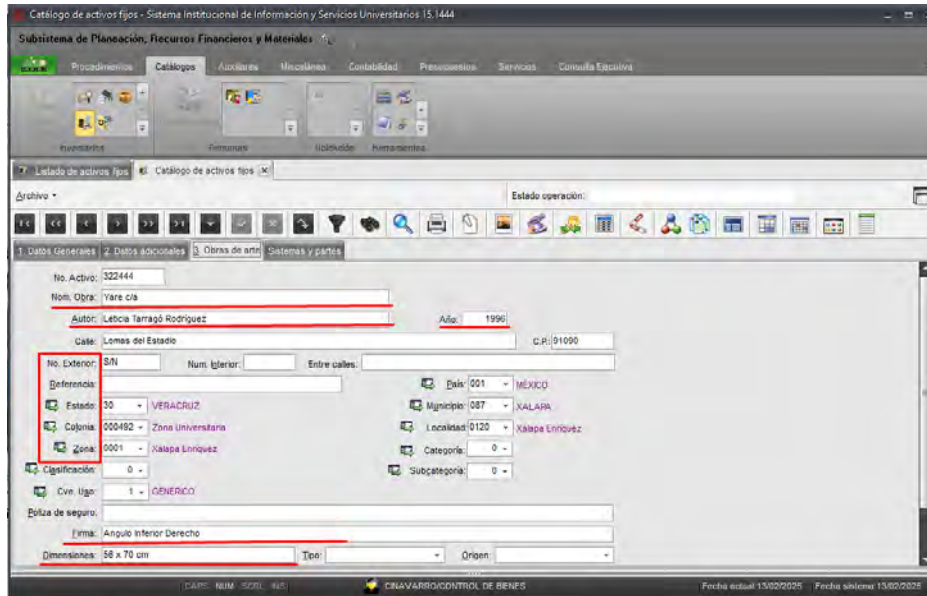 Catálogo de activos fijos - Sistema Institucional de Información y Servicios Universitarios 15.1444
Subsistema de Planeación, Recursos Financieros y Materiales
Procedimientos Catálogos Auxiliares Miscelánea Contabilidad Presupuestos Servicios Consulta Ejecutiva
Inventarios Personas Herramientas
Listado de activos fijos Catálogo de activos fijos
Archivo Estado operación:
1. Datos Generales 2. Datos adicionales 3. Obras de arte Sistemas y partes
No. Activo: 322444
Nom. Obra: Yare c/a
Autor: Leticia Tarragó Rodríguez Año: 1996
Calle: Lomas del Estadio C.P.: 91090
No. Exterior: S/N Num. Interior: Entre calles:
Referencia: País: 001 MÉXICO
Estado: 30 VERACRUZ Municipio: 087 XALAPA
Colonia: 000492 Zona Universitaria Localidad: 0120 Xalapa Enríquez
Zona: 0001 Xalapa Enríquez Categoría: 0
Clasificación: 0 Subcategoría: 0
Cve. Uso: 1 GENERICO
Poliza de seguro:
Firma: Angulo Inferior Derecho
Dimensiones: 56 x 70 cm Tipo: Origen:
CAPS NUM SCRL INS CINAVARRO/CONTROL DE BIENES Fecha actual 13/02/2025 Fecha sistema 13/02/2025